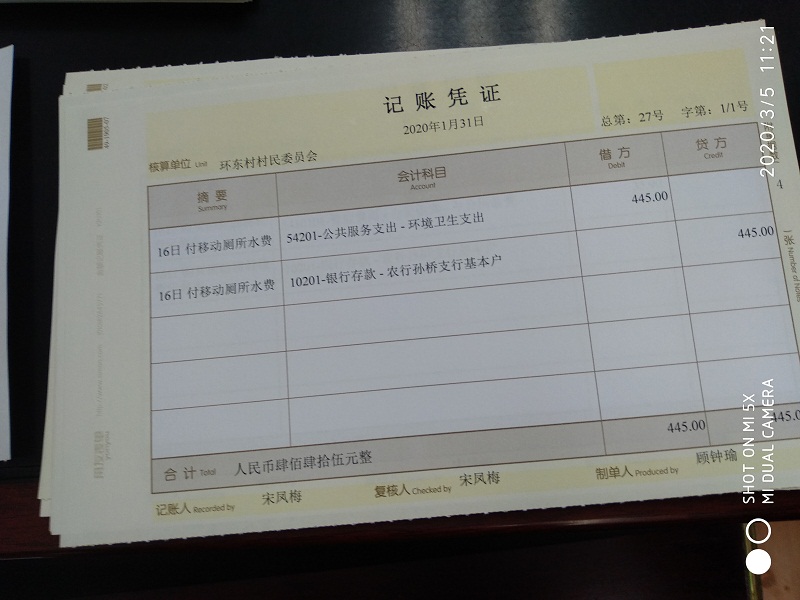 记账凭证
2020年1月31日
总第：27号 字第：1/1号
核算单位 Unit 环东村村民委员会
摘要 Summary 会计科目 Account 借方 Debit 贷方 Credit
16日 付移动厕所水费 54201-公共服务支出 - 环境卫生支出 445.00
16日 付移动厕所水费 10201-银行存款 - 农行孙桥支行基本户 445.00
合计 Total 人民币肆佰肆拾伍元整 445.00 445.0
记账人 Recorded by 宋凤梅 复核人 Checked by 宋凤梅 制单人 Produced by 顾钟瑜
4
张 Number of
SHOT ON MI 5X
MI DUAL CAMERA
2020/3/5 11:21